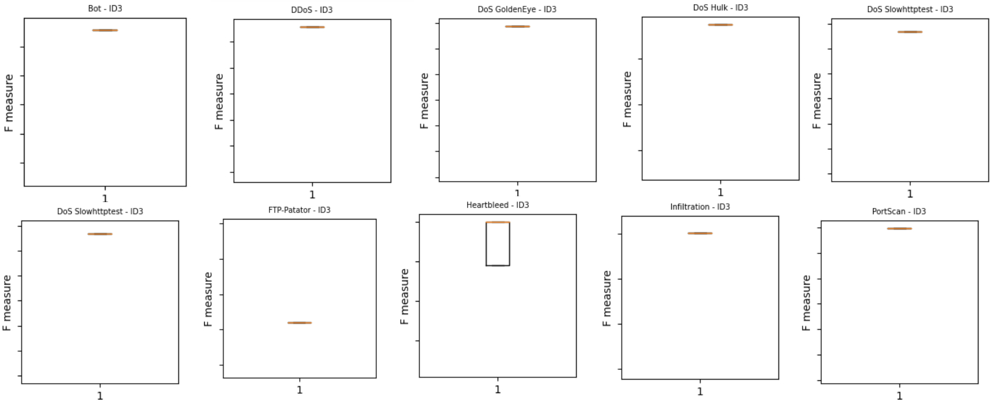 Bot - ID3
DDoS - ID3
DoS GoldenEye - ID3
DoS Hulk - ID3
DoS Slowhttptest - ID3
F measure
F measure
F measure
F measure
F measure
1
1
1
1
1
DoS Slowhttptest - ID3
FTP-Patator - ID3
Heartbleed - ID3
Infiltration - ID3
PortScan - ID3
F measure
F measure
F measure
F measure
F measure
1
1
1
1
1